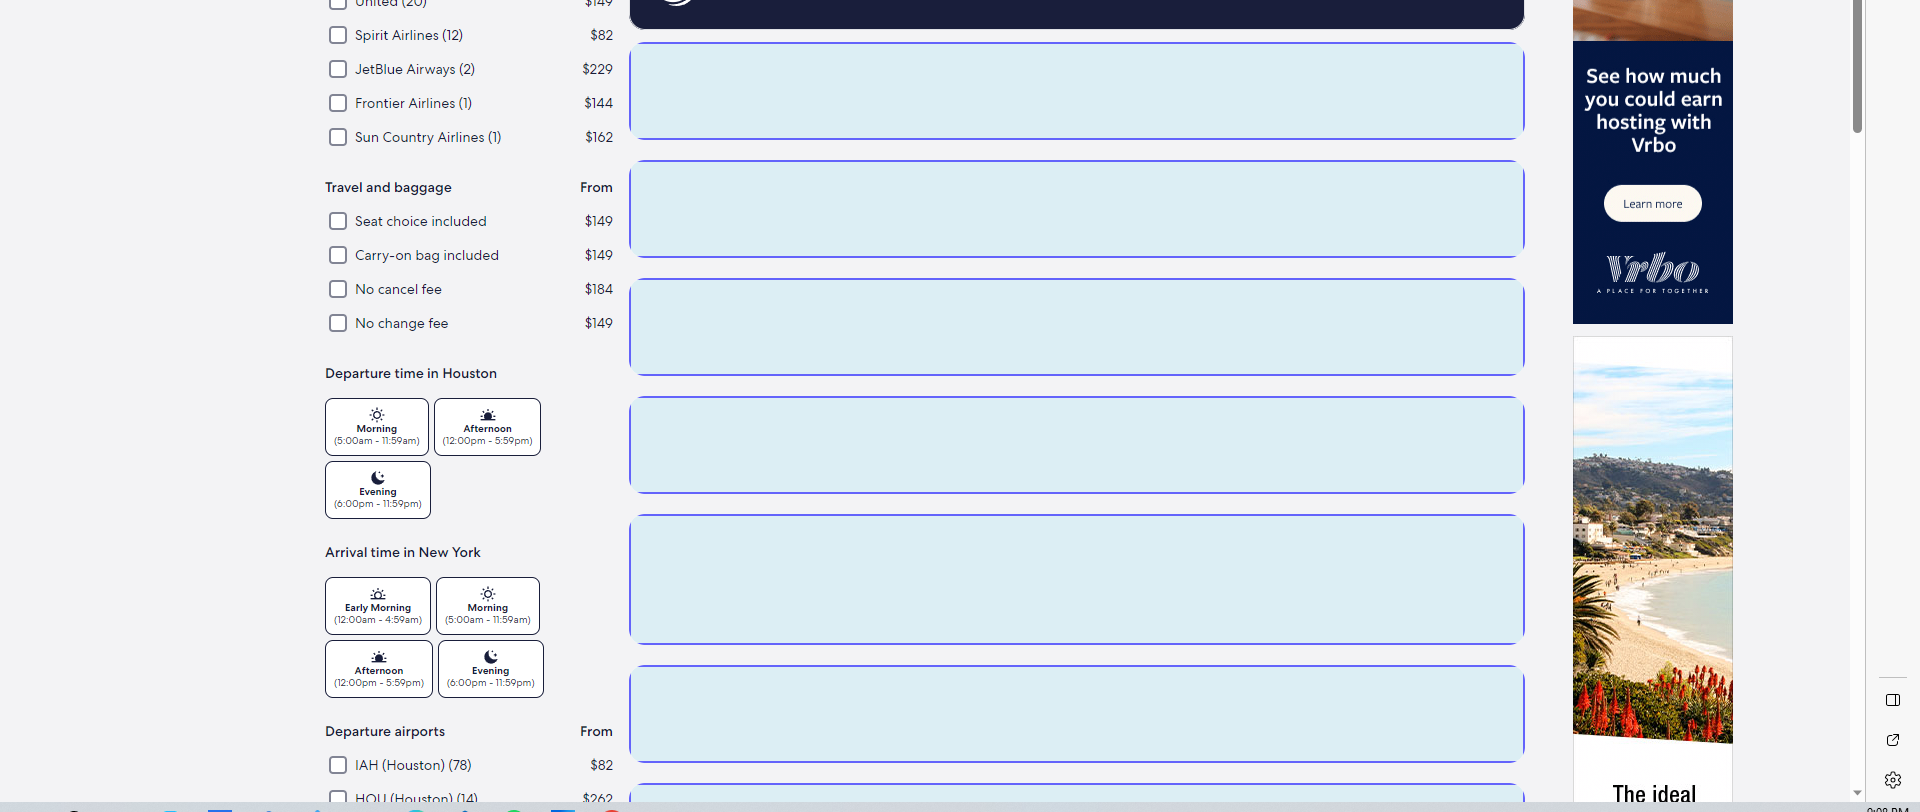 United (20) $149
Spirit Airlines (12) $82
JetBlue Airways (2) $229
Frontier Airlines (1) $144
Sun Country Airlines (1) $162
Travel and baggage From
Seat choice included $149
Carry-on bag included $149
No cancel fee $184
No change fee $149
Departure time in Houston
Morning
(5:00am - 11:59am)
Afternoon
(12:00pm - 5:59pm)
Evening
(6:00pm - 11:59pm)
Arrival time in New York
Early Morning
(12:00am - 4:59am)
Morning
(5:00am - 11:59am)
Afternoon
(12:00pm - 5:59pm)
Evening
(6:00pm - 11:59pm)
Departure airports From
IAH (Houston) (78) $82
HOU (Houston) (14) $262
See how much
you could earn
hosting with
Vrbo
Learn more
Vrbo
A PLACE FOR TOGETHER
The ideal